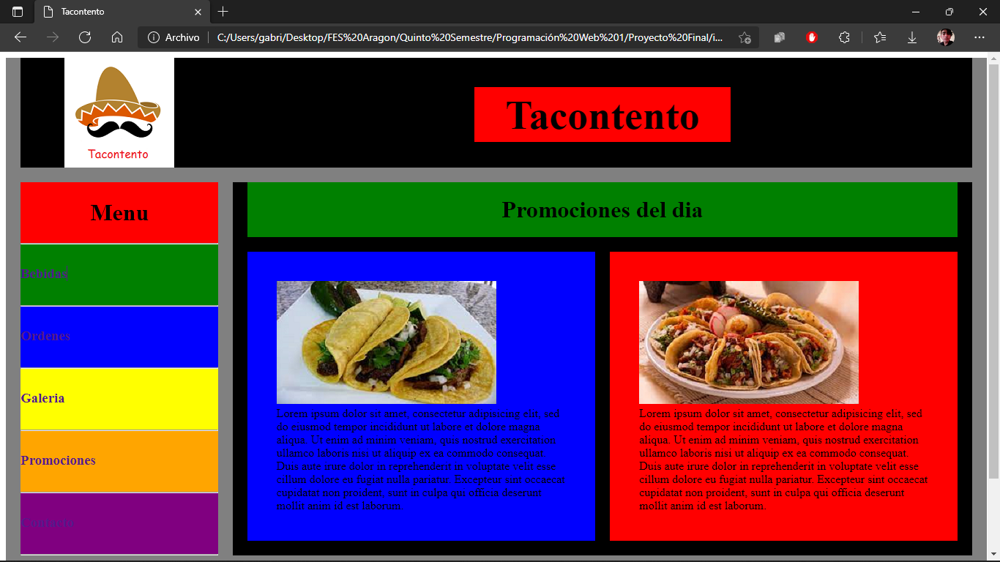 Tacontento
Archivo
C:/Users/gabri/Desktop/FES%20Aragon/Quinto%20Semestre/Programación%20Web%201/Proyecto%20Final/i...
Tacontento
Tacontento
Menu
Bebidas
Ordenes
Galeria
Promociones
Contacto
Promociones del dia
Lorem ipsum dolor sit amet, consectetur adipisicing elit, sed
do eiusmod tempor incididunt ut labore et dolore magna
aliqua. Ut enim ad minim veniam, quis nostrud exercitation
ullamco laboris nisi ut aliquip ex ea commodo consequat.
Duis aute irure dolor in reprehenderit in voluptate velit esse
cillum dolore eu fugiat nulla pariatur. Excepteur sint occaecat
cupidatat non proident, sunt in culpa qui officia deserunt
mollit anim id est laborum.
Lorem ipsum dolor sit amet, consectetur adipisicing elit, sed
do eiusmod tempor incididunt ut labore et dolore magna
aliqua. Ut enim ad minim veniam, quis nostrud exercitation
ullamco laboris nisi ut aliquip ex ea commodo consequat.
Duis aute irure dolor in reprehenderit in voluptate velit esse
cillum dolore eu fugiat nulla pariatur. Excepteur sint occaecat
cupidatat non proident, sunt in culpa qui officia deserunt
mollit anim id est laborum.